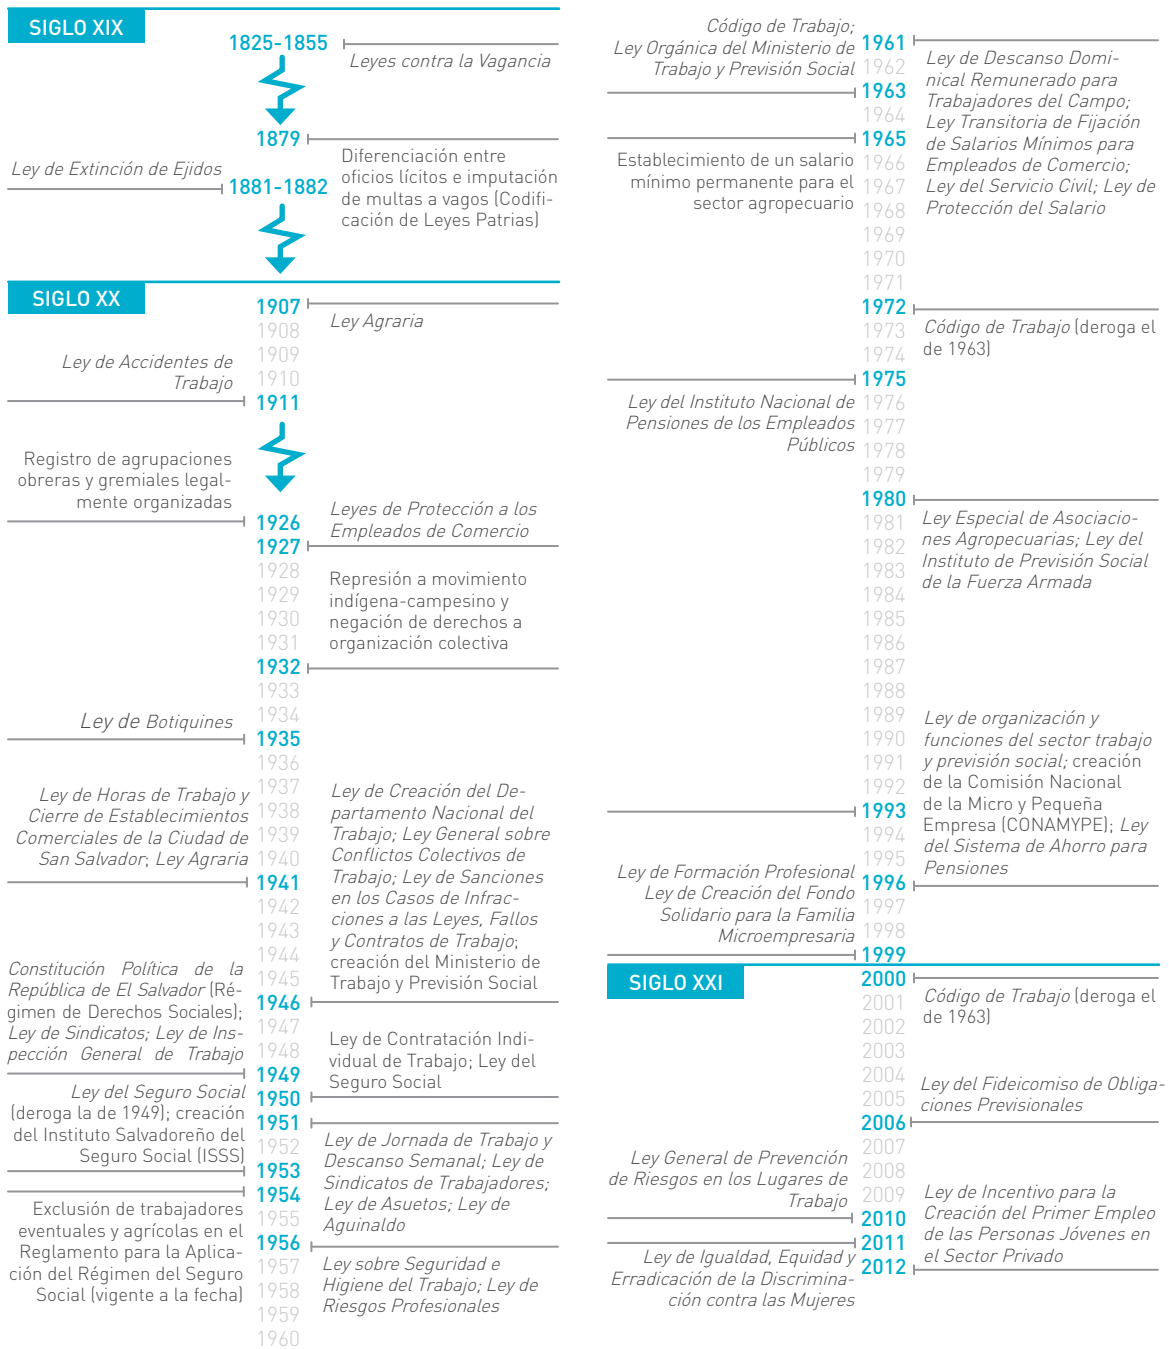 SIGLO XIX
1825-1855
Leyes contra la Vagancia
1879
Diferenciación entre
oficios lícitos e imputación
de multas a vagos (Codifi-
cación de Leyes Patrias)
Ley de Extinción de Ejidos
1881-1882
SIGLO XX
1907
Ley Agraria
1908
1909
1910
Ley de Accidentes de
Trabajo
1911
Registro de agrupaciones
obreras y gremiales legal-
mente organizadas
1926
Leyes de Protección a los
Empleados de Comercio
1927
1928
1929
1930
1931
Represión a movimiento
indígena-campesino y
negación de derechos a
organización colectiva
1932
1933
1934
Ley de Botiquines
1935
1936
1937
1938
1939
1940
Ley de Horas de Trabajo y
Cierre de Establecimientos
Comerciales de la Ciudad de
San Salvador; Ley Agraria
1941
1942
1943
1944
1945
Ley de Creación del De-
partamento Nacional del
Trabajo; Ley General sobre
Conflictos Colectivos de
Trabajo; Ley de Sanciones
en los Casos de Infrac-
ciones a las Leyes, Fallos
y Contratos de Trabajo;
creación del Ministerio de
Trabajo y Previsión Social
1946
1947
1948
Constitución Política de la
República de El Salvador (Ré-
gimen de Derechos Sociales);
Ley de Sindicatos; Ley de Ins-
pección General de Trabajo
1949
Ley de Contratación Indi-
vidual de Trabajo; Ley del
Seguro Social
1950
1951
Ley de Jornada de Trabajo y
Descanso Semanal; Ley de
Sindicatos de Trabajadores;
Ley de Asuetos; Ley de
Aguinaldo
1952
Ley del Seguro Social
(deroga la de 1949); creación
del Instituto Salvadoreño del
Seguro Social (ISSS)
1953
1954
Exclusión de trabajadores
eventuales y agrícolas en el
Reglamento para la Aplica-
ción del Régimen del Seguro
Social (vigente a la fecha)
1955
1956
Ley sobre Seguridad e
Higiene del Trabajo; Ley de
Riesgos Profesionales
1957
1958
1959
1960
1961
Ley de Descanso Domi-
nical Remunerado para
Trabajadores del Campo;
Ley Transitoria de Fijación
de Salarios Mínimos para
Empleados de Comercio;
Ley del Servicio Civil; Ley de
Protección del Salario
1962
Código de Trabajo;
Ley Orgánica del Ministerio de
Trabajo y Previsión Social
1963
1964
1965
Establecimiento de un salario
mínimo permanente para el
sector agropecuario
1966
1967
1968
1969
1970
1971
1972
Código de Trabajo (deroga el
de 1963)
1973
1974
1975
Ley del Instituto Nacional de
Pensiones de los Empleados
Públicos
1976
1977
1978
1979
1980
Ley Especial de Asociacio-
nes Agropecuarias; Ley del
Instituto de Previsión Social
de la Fuerza Armada
1981
1982
1983
1984
1985
1986
1987
1988
1989
1990
1991
1992
1993
1994
1995
Ley de organización y
funciones del sector trabajo
y previsión social; creación
de la Comisión Nacional
de la Micro y Pequeña
Empresa (CONAMYPE); Ley
del Sistema de Ahorro para
Pensiones
1996
1997
1998
Ley de Formación Profesional
Ley de Creación del Fondo
Solidario para la Familia
Microempresaria
1999
SIGLO XXI
2000
Código de Trabajo (deroga el
de 1963)
2001
2002
2003
2004
2005
Ley del Fideicomiso de Obliga-
ciones Previsionales
2006
2007
2008
2009
Ley General de Prevención
de Riesgos en los Lugares de
Trabajo
2010
2011
Ley de Igualdad, Equidad y
Erradicación de la Discrimina-
ción contra las Mujeres
Ley de Incentivo para la
Creación del Primer Empleo
de las Personas Jóvenes en
el Sector Privado
2012